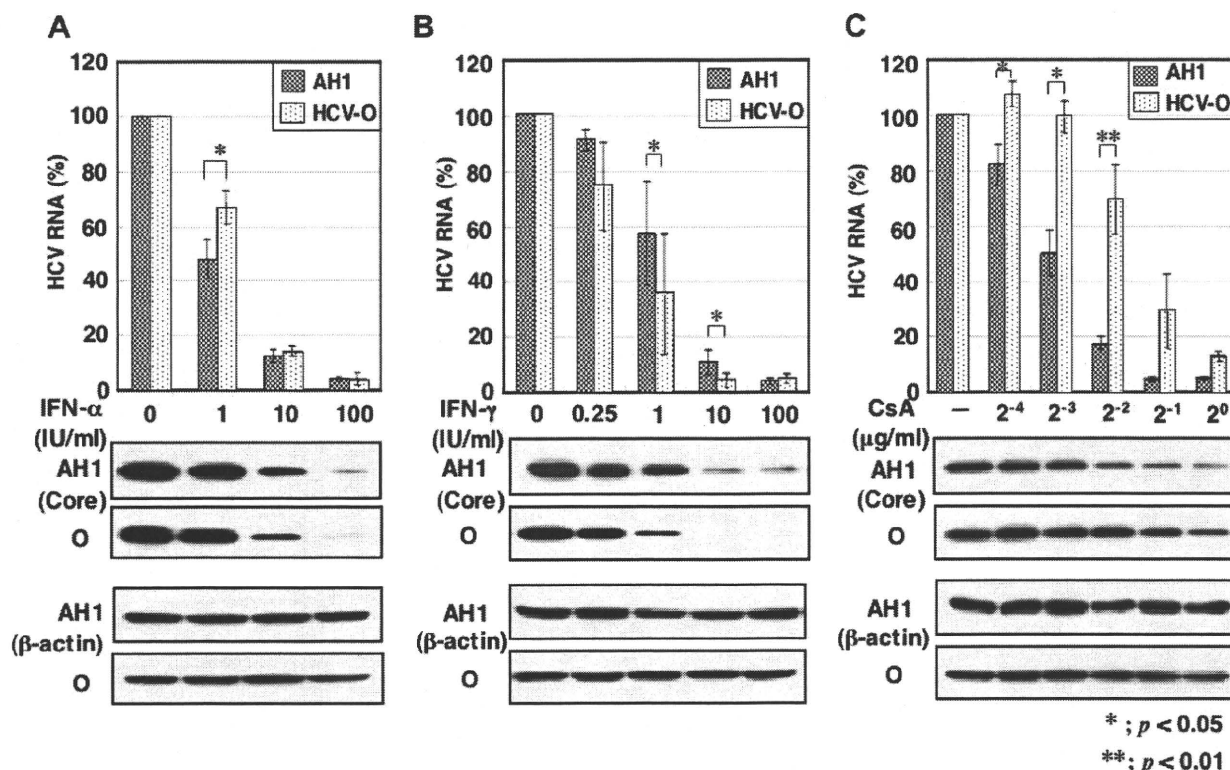 A
120
100
80
60
40
20
0
HCV RNA (%)
AH1
HCV-O
*
IFN-α
(IU/ml)
0 1 10 100
AH1
(Core)
O
AH1
(β-actin)
O
B
120
100
80
60
40
20
0
HCV RNA (%)
AH1
HCV-O
*
*
IFN-γ
(IU/ml)
0 0.25 1 10 100
AH1
(Core)
O
AH1
(β-actin)
O
C
120
100
80
60
40
20
0
HCV RNA (%)
AH1
HCV-O
*
*
**
CsA
(μg/ml)
– 2⁻⁴ 2⁻³ 2⁻² 2⁻¹ 2⁰
AH1
(Core)
O
AH1
(β-actin)
O
* ; p < 0.05
**; p < 0.01